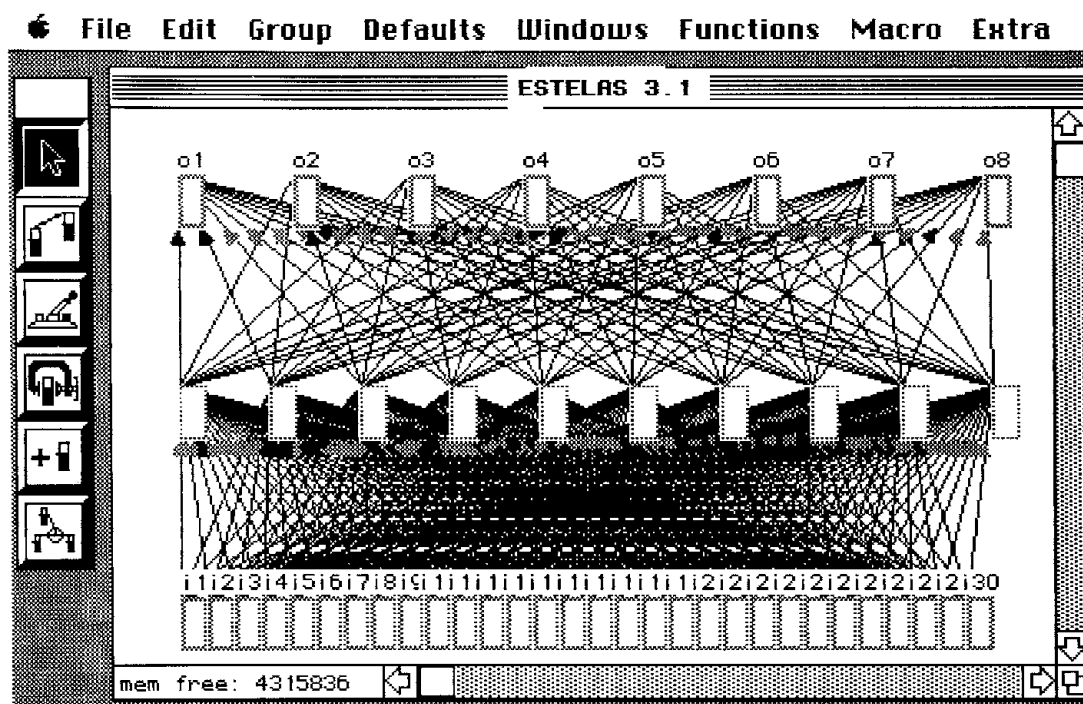 File Edit Group Defaults Windows Functions Macro Extra
ESTELAS 3.1
o1 o2 o3 o4 o5 o6 o7 o8
i1i2i3i4i5i6i7i8i9i1i1i1i1i1i1i1i1i1i1i2i2i2i2i2i2i2i2i2i2i30
mem free: 4315836